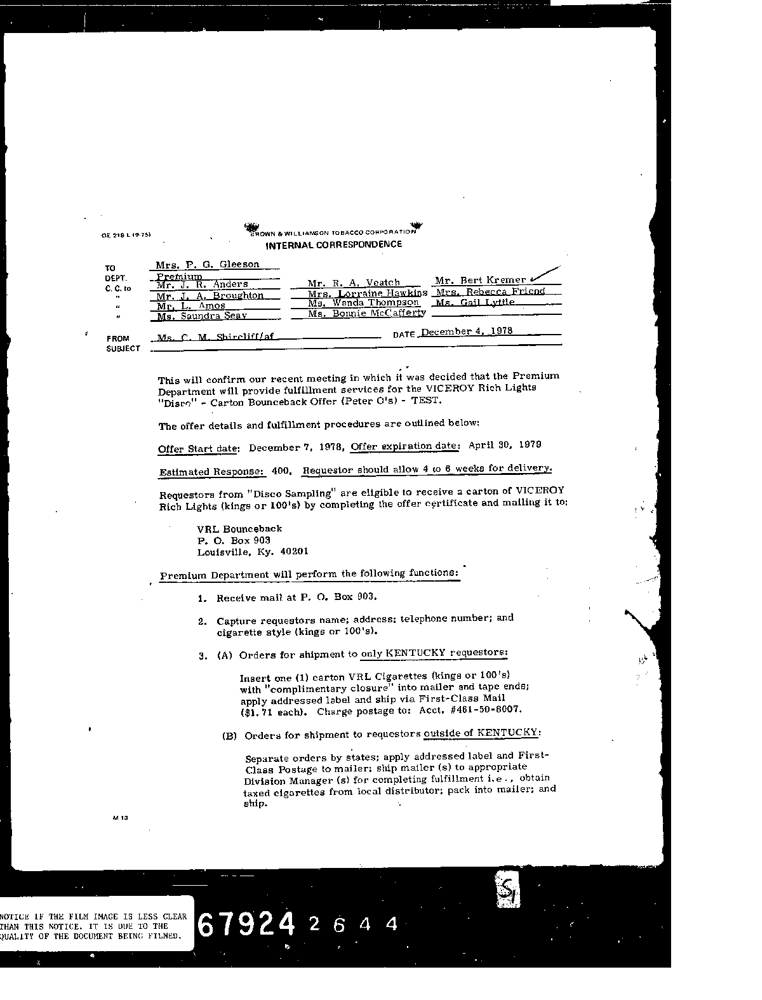 OE 218 L (9-75)
BROWN & WILLIAMSON TOBACCO CORPORATION
INTERNAL CORRESPONDENCE
TO Mrs. P. G. Gleeson
DEPT. Premium
C. C. to Mr. J. R. Anders Mr. R. A. Veatch Mr. Bert Kremer
" Mr. J. A. Broughton Mrs. Lorraine Hawkins Mrs. Rebecca Friend
" Mr. L. Amos Ms. Wanda Thompson Ms. Gail Lyttle
" Ms. Saundra Seay Ms. Bonnie McCafferty
FROM Ms. C. M. Shircliff/af DATE December 4, 1978
SUBJECT
This will confirm our recent meeting in which it was decided that the Premium
Department will provide fulfillment services for the VICEROY Rich Lights
"Disco" - Carton Bounceback Offer (Peter O's) - TEST.
The offer details and fulfillment procedures are outlined below:
Offer Start date: December 7, 1978, Offer expiration date: April 30, 1979
Estimated Response: 400, Requestor should allow 4 to 6 weeks for delivery.
Requestors from "Disco Sampling" are eligible to receive a carton of VICEROY
Rich Lights (kings or 100's) by completing the offer certificate and mailing it to:
VRL Bounceback
P. O. Box 903
Louisville, Ky. 40201
Premium Department will perform the following functions:
1. Receive mail at P. O. Box 903.
2. Capture requestors name; address; telephone number; and
cigarette style (kings or 100's).
3. (A) Orders for shipment to only KENTUCKY requestors:
Insert one (1) carton VRL Cigarettes (kings or 100's)
with "complimentary closure" into mailer and tape ends;
apply addressed label and ship via First-Class Mail
($1.71 each). Charge postage to: Acct. #461-50-8007.
(B) Orders for shipment to requestors outside of KENTUCKY:
Separate orders by states; apply addressed label and First-
Class Postage to mailer; ship mailer (s) to appropriate
Division Manager (s) for completing fulfillment i.e., obtain
taxed cigarettes from local distributor; pack into mailer; and
ship.
M 13
NOTICE IF THE FILM IMAGE IS LESS CLEAR
THAN THIS NOTICE, IT IS DUE TO THE
QUALITY OF THE DOCUMENT BEING FILMED.
67924 2644